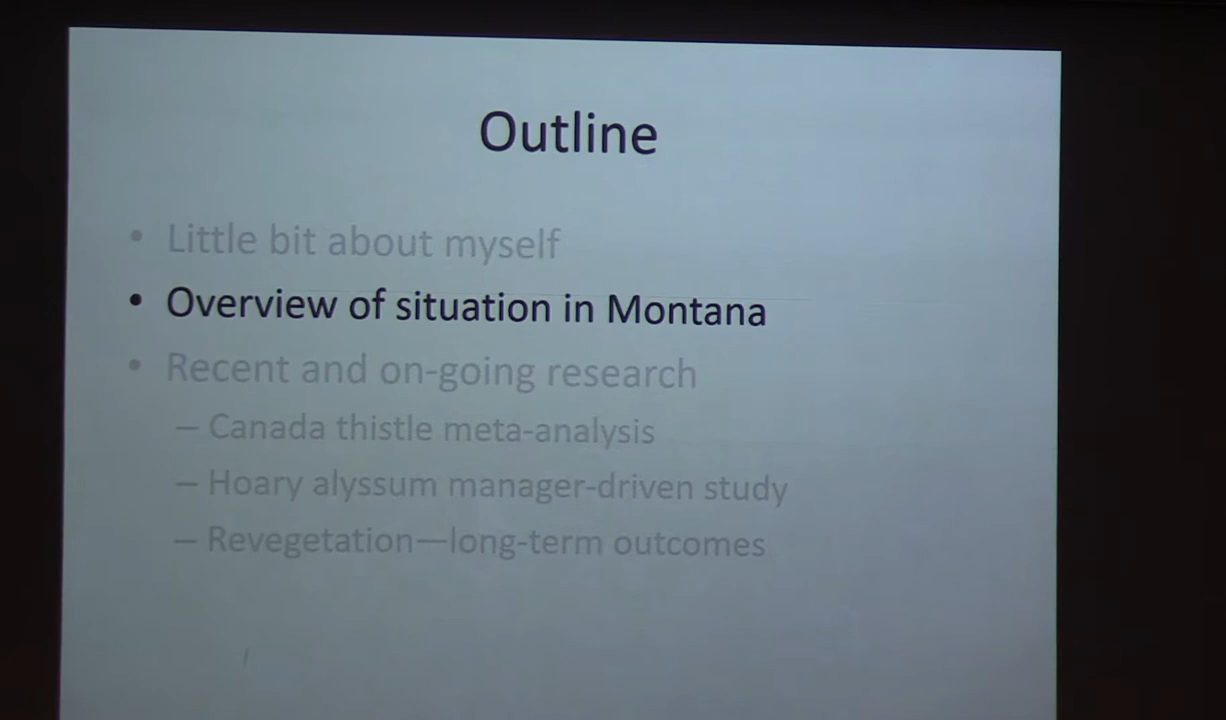 Outline
• Little bit about myself
• Overview of situation in Montana
• Recent and on-going research
– Canada thistle meta-analysis
– Hoary alyssum manager-driven study
– Revegetation—long-term outcomes